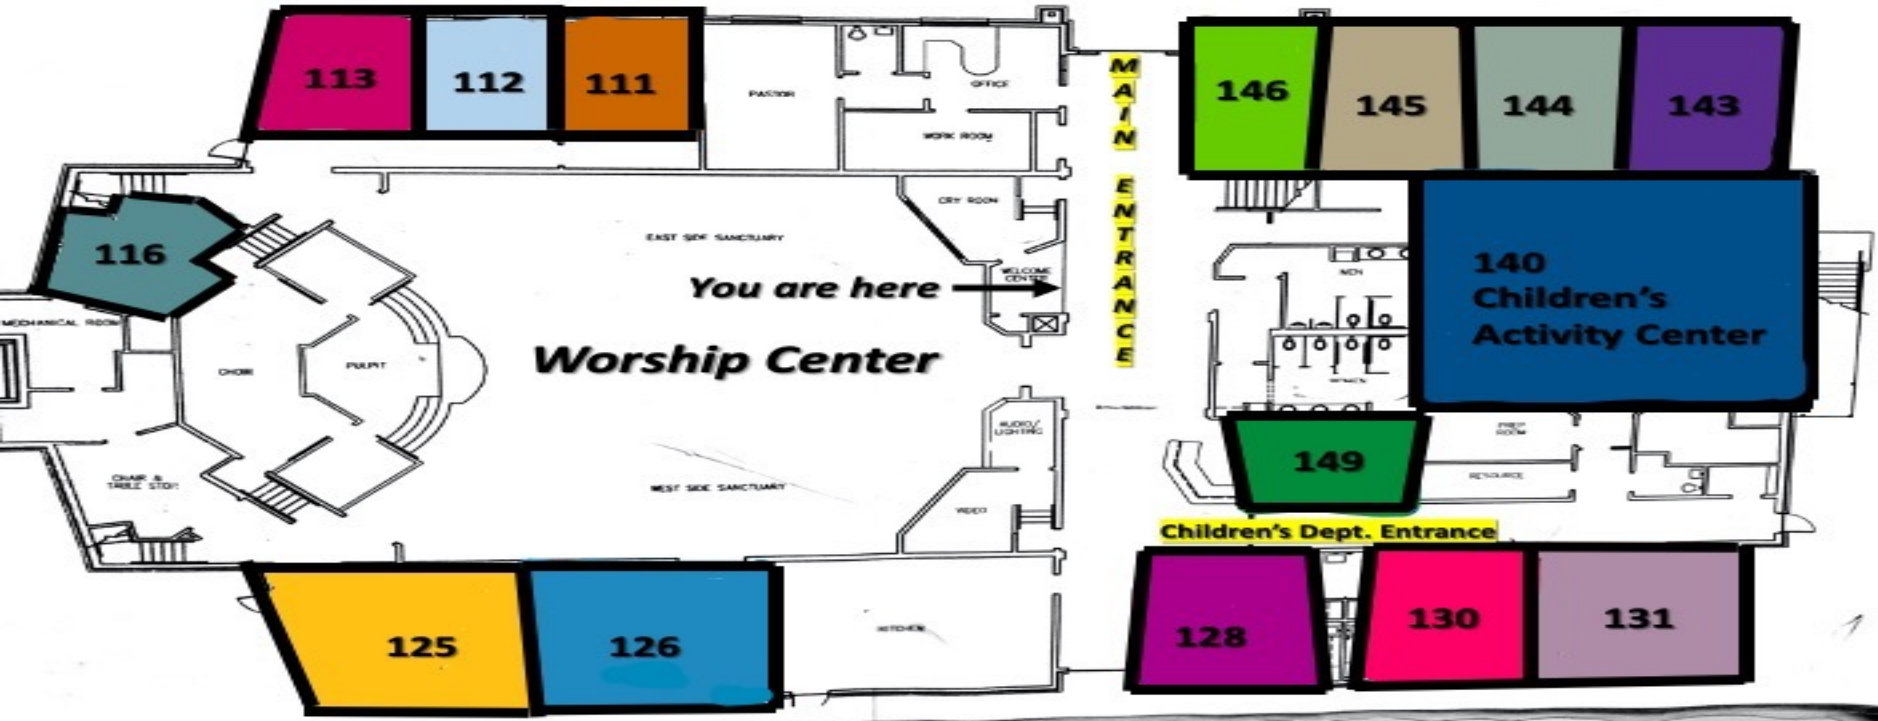 113
112
111
PASTOR
OFFICE
WORK ROOM
MAIN ENTRANCE
146
145
144
143
116
CRY ROOM
EAST SIDE SANCTUARY
WELCOME
CENTER
You are here
MEN
140
Children's
Activity Center
MECHANICAL ROOM
CHOIR
PULPIT
Worship Center
WOMEN
AUDIO/
LIGHTING
PREP
ROOM
149
RESOURCE
CHAIR &
TABLE STOR.
WEST SIDE SANCTUARY
VIDEO
Children's Dept. Entrance
125
126
KITCHEN
128
130
131